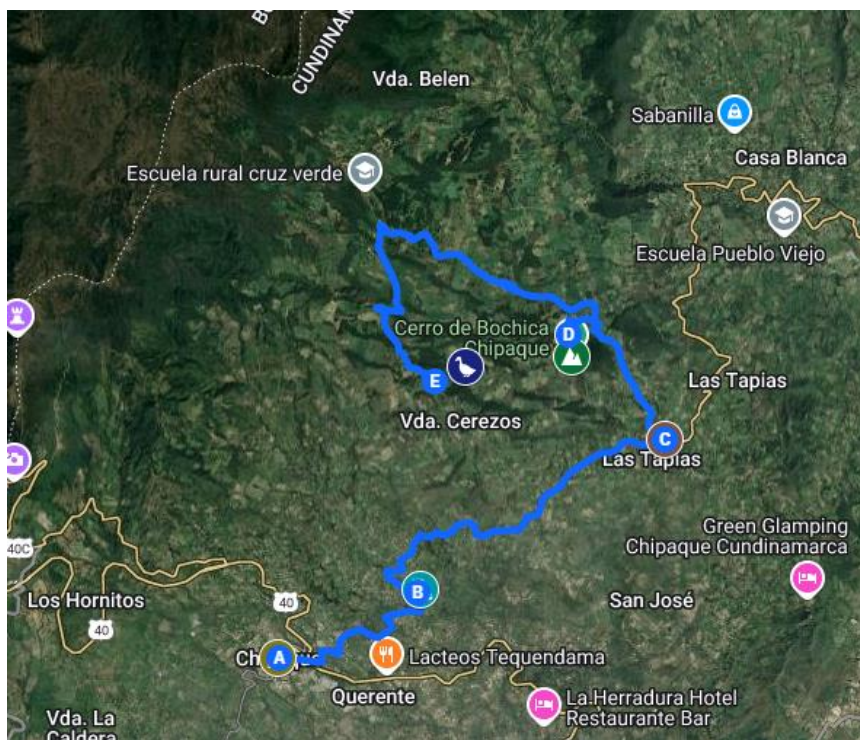 CUNDINAM
Vda. Belen
Sabanilla
Casa Blanca
Escuela rural cruz verde
Escuela Pueblo Viejo
Cerro de Bochica
Chipaque
D
E
Las Tapias
Vda. Cerezos
C
Las Tapias
Green Glamping
Chipaque Cundinamarca
40C
Los Hornitos
40
40
B
San José
A
Lacteos Tequendama
Querente
La Herradura Hotel
Restaurante Bar
Vda. La
Caldera